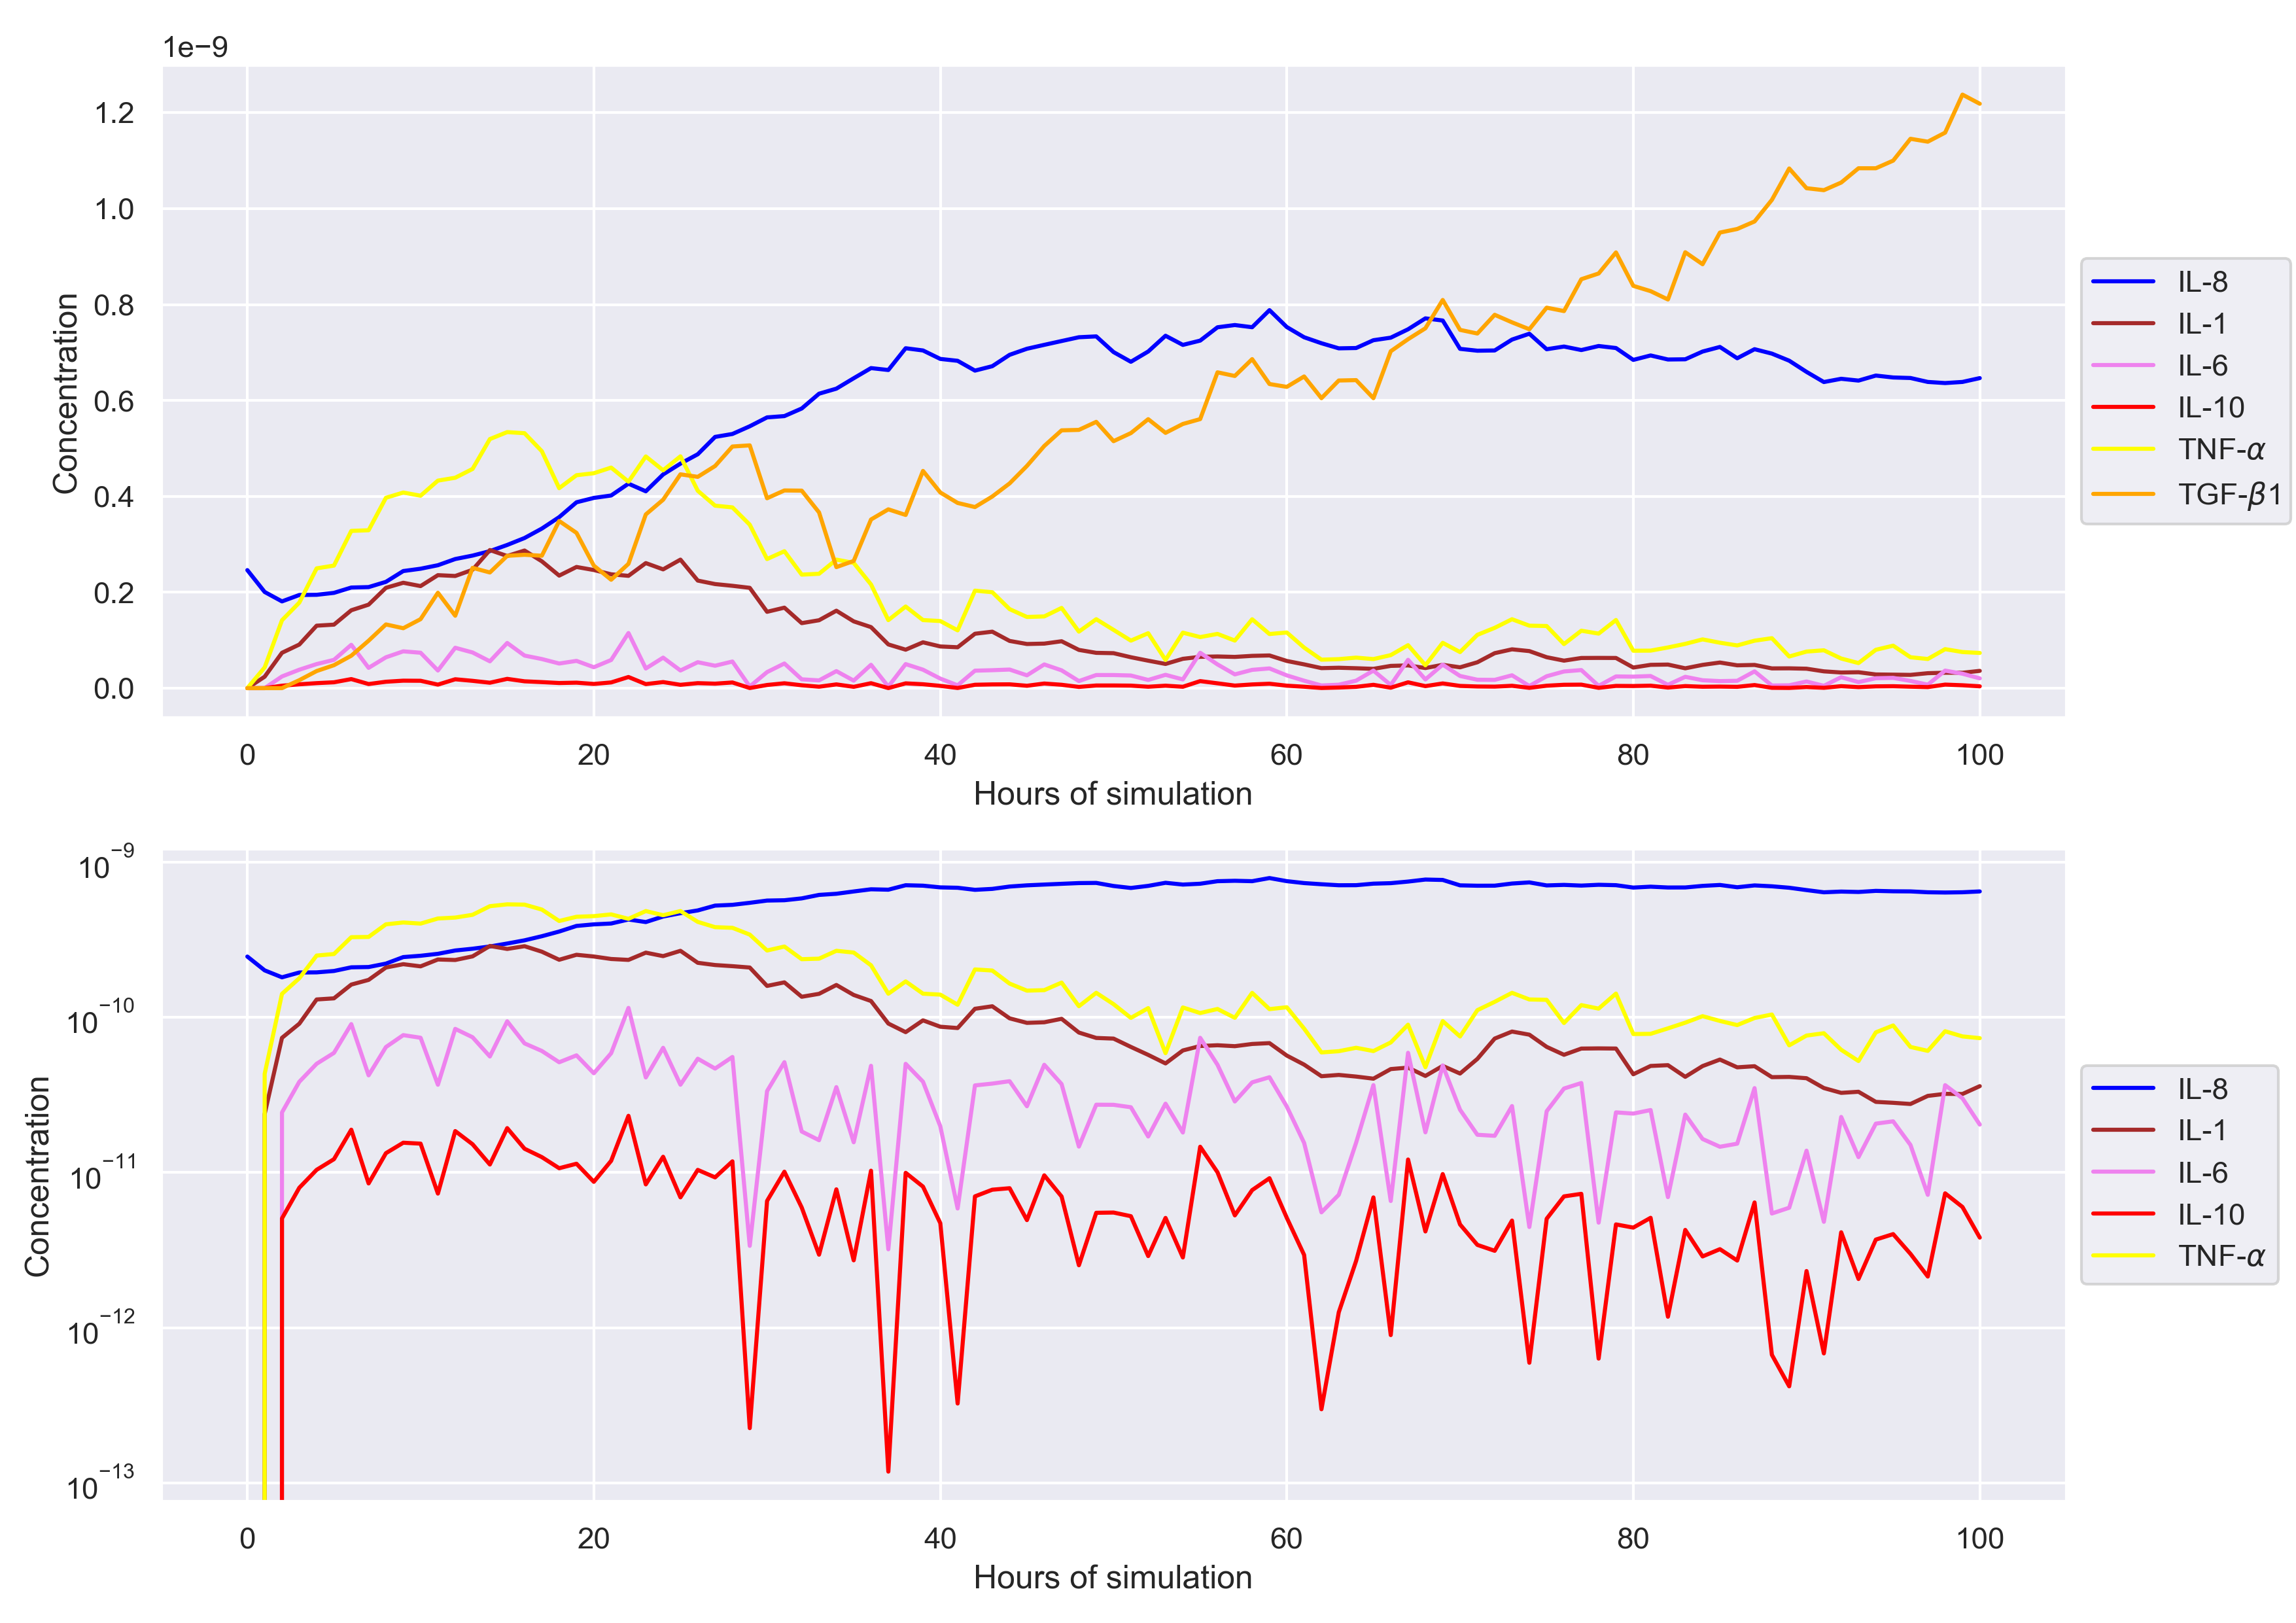 1e−9
1.2
1.0
0.8
0.6
0.4
0.2
0.0
Concentration
0 20 40 60 80 100
Hours of simulation
IL-8
IL-1
IL-6
IL-10
TNF-α
TGF-β1
10⁻⁹
10⁻¹⁰
10⁻¹¹
10⁻¹²
10⁻¹³
Concentration
0 20 40 60 80 100
Hours of simulation
IL-8
IL-1
IL-6
IL-10
TNF-α